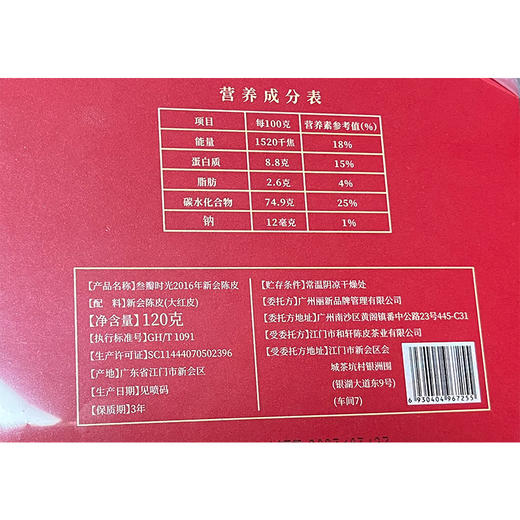 营养成分表
项目 每100克 营养素参考值(%)
能量 1520千焦 18%
蛋白质 8.8克 15%
脂肪 2.6克 4%
碳水化合物 74.9克 25%
钠 12毫克 1%
【产品名称】叁瓣时光2016年新会陈皮
【配 料】新会陈皮(大红皮)
【净含量】120克
【执行标准号】GH/T 1091
【生产许可证】SC11444070502396
【产地】广东省江门市新会区
【生产日期】见喷码
【保质期】3年
【贮存条件】常温阴凉干燥处
【委托方】广州丽新品牌管理有限公司
【委托方地址】广州南沙区黄阁镇番中公路23号445-C31
【受委托方】江门市和轩陈皮茶业有限公司
【受委托方地址】江门市新会区会
城茶坑村银洲围
(银湖大道东9号)
(车间7)
6 930404 967255